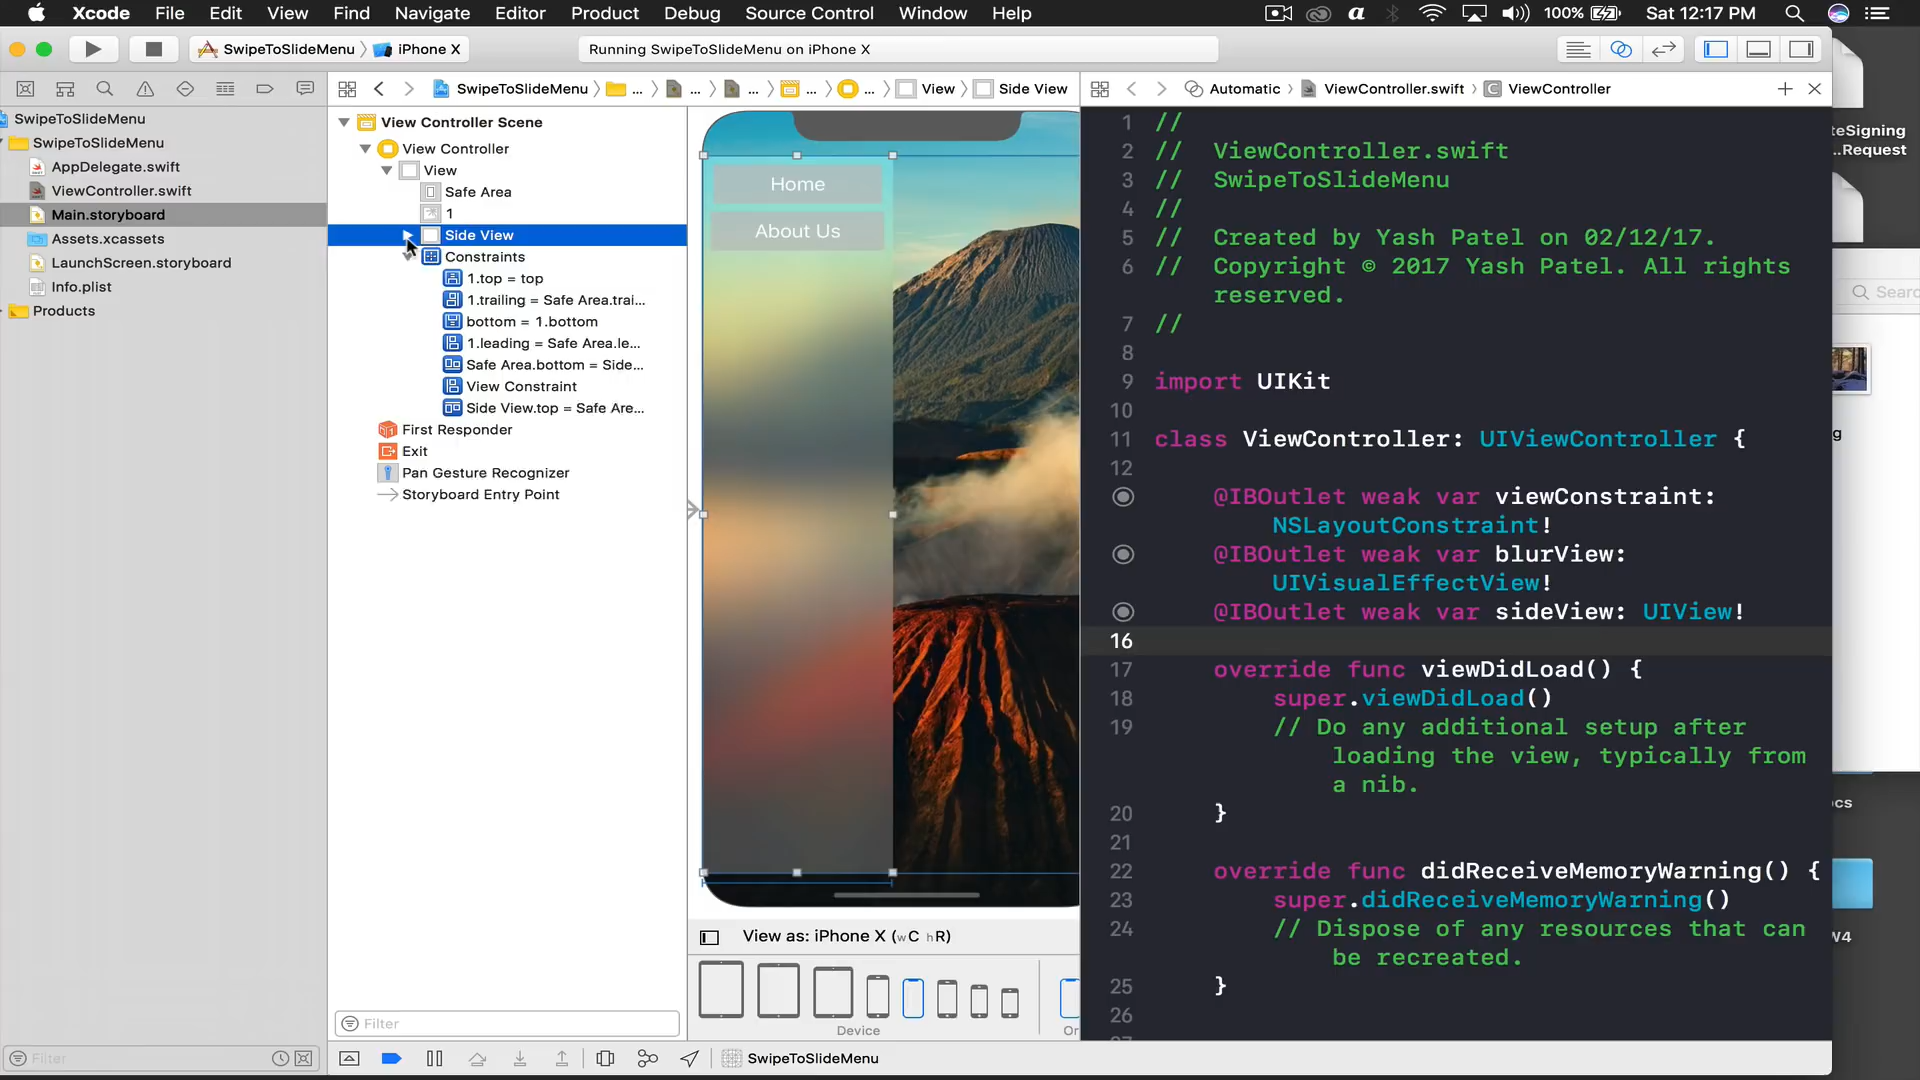 Xcode File Edit View Find Navigate Editor Product Debug Source Control Window Help 100% Sat 12:17 PM
SwipeToSlideMenu iPhone X Running SwipeToSlideMenu on iPhone X
SwipeToSlideMenu ... ... ... ... ... View Side View
Automatic ViewController.swift ViewController
SwipeToSlideMenu
SwipeToSlideMenu
AppDelegate.swift
ViewController.swift
Main.storyboard
Assets.xcassets
LaunchScreen.storyboard
Info.plist
Products
Filter
View Controller Scene
View Controller
View
Safe Area
1
Side View
Constraints
1.top = top
1.trailing = Safe Area.trai...
bottom = 1.bottom
1.leading = Safe Area.le...
Safe Area.bottom = Side...
View Constraint
Side View.top = Safe Are...
First Responder
Exit
Pan Gesture Recognizer
Storyboard Entry Point
Filter
Home
About Us
View as: iPhone X (wC hR)
Device
Or
SwipeToSlideMenu
1 //
2 // ViewController.swift
3 // SwipeToSlideMenu
4 //
5 // Created by Yash Patel on 02/12/17.
6 // Copyright © 2017 Yash Patel. All rights
reserved.
7 //
8
9 import UIKit
10
11 class ViewController: UIViewController {
12
@IBOutlet weak var viewConstraint:
NSLayoutConstraint!
@IBOutlet weak var blurView:
UIVisualEffectView!
@IBOutlet weak var sideView: UIView!
16
17 override func viewDidLoad() {
18 super.viewDidLoad()
19 // Do any additional setup after
loading the view, typically from
a nib.
20 }
21
22 override func didReceiveMemoryWarning() {
23 super.didReceiveMemoryWarning()
24 // Dispose of any resources that can
be recreated.
25 }
26
teSigning
...Request
Searc
g
ocs
W4